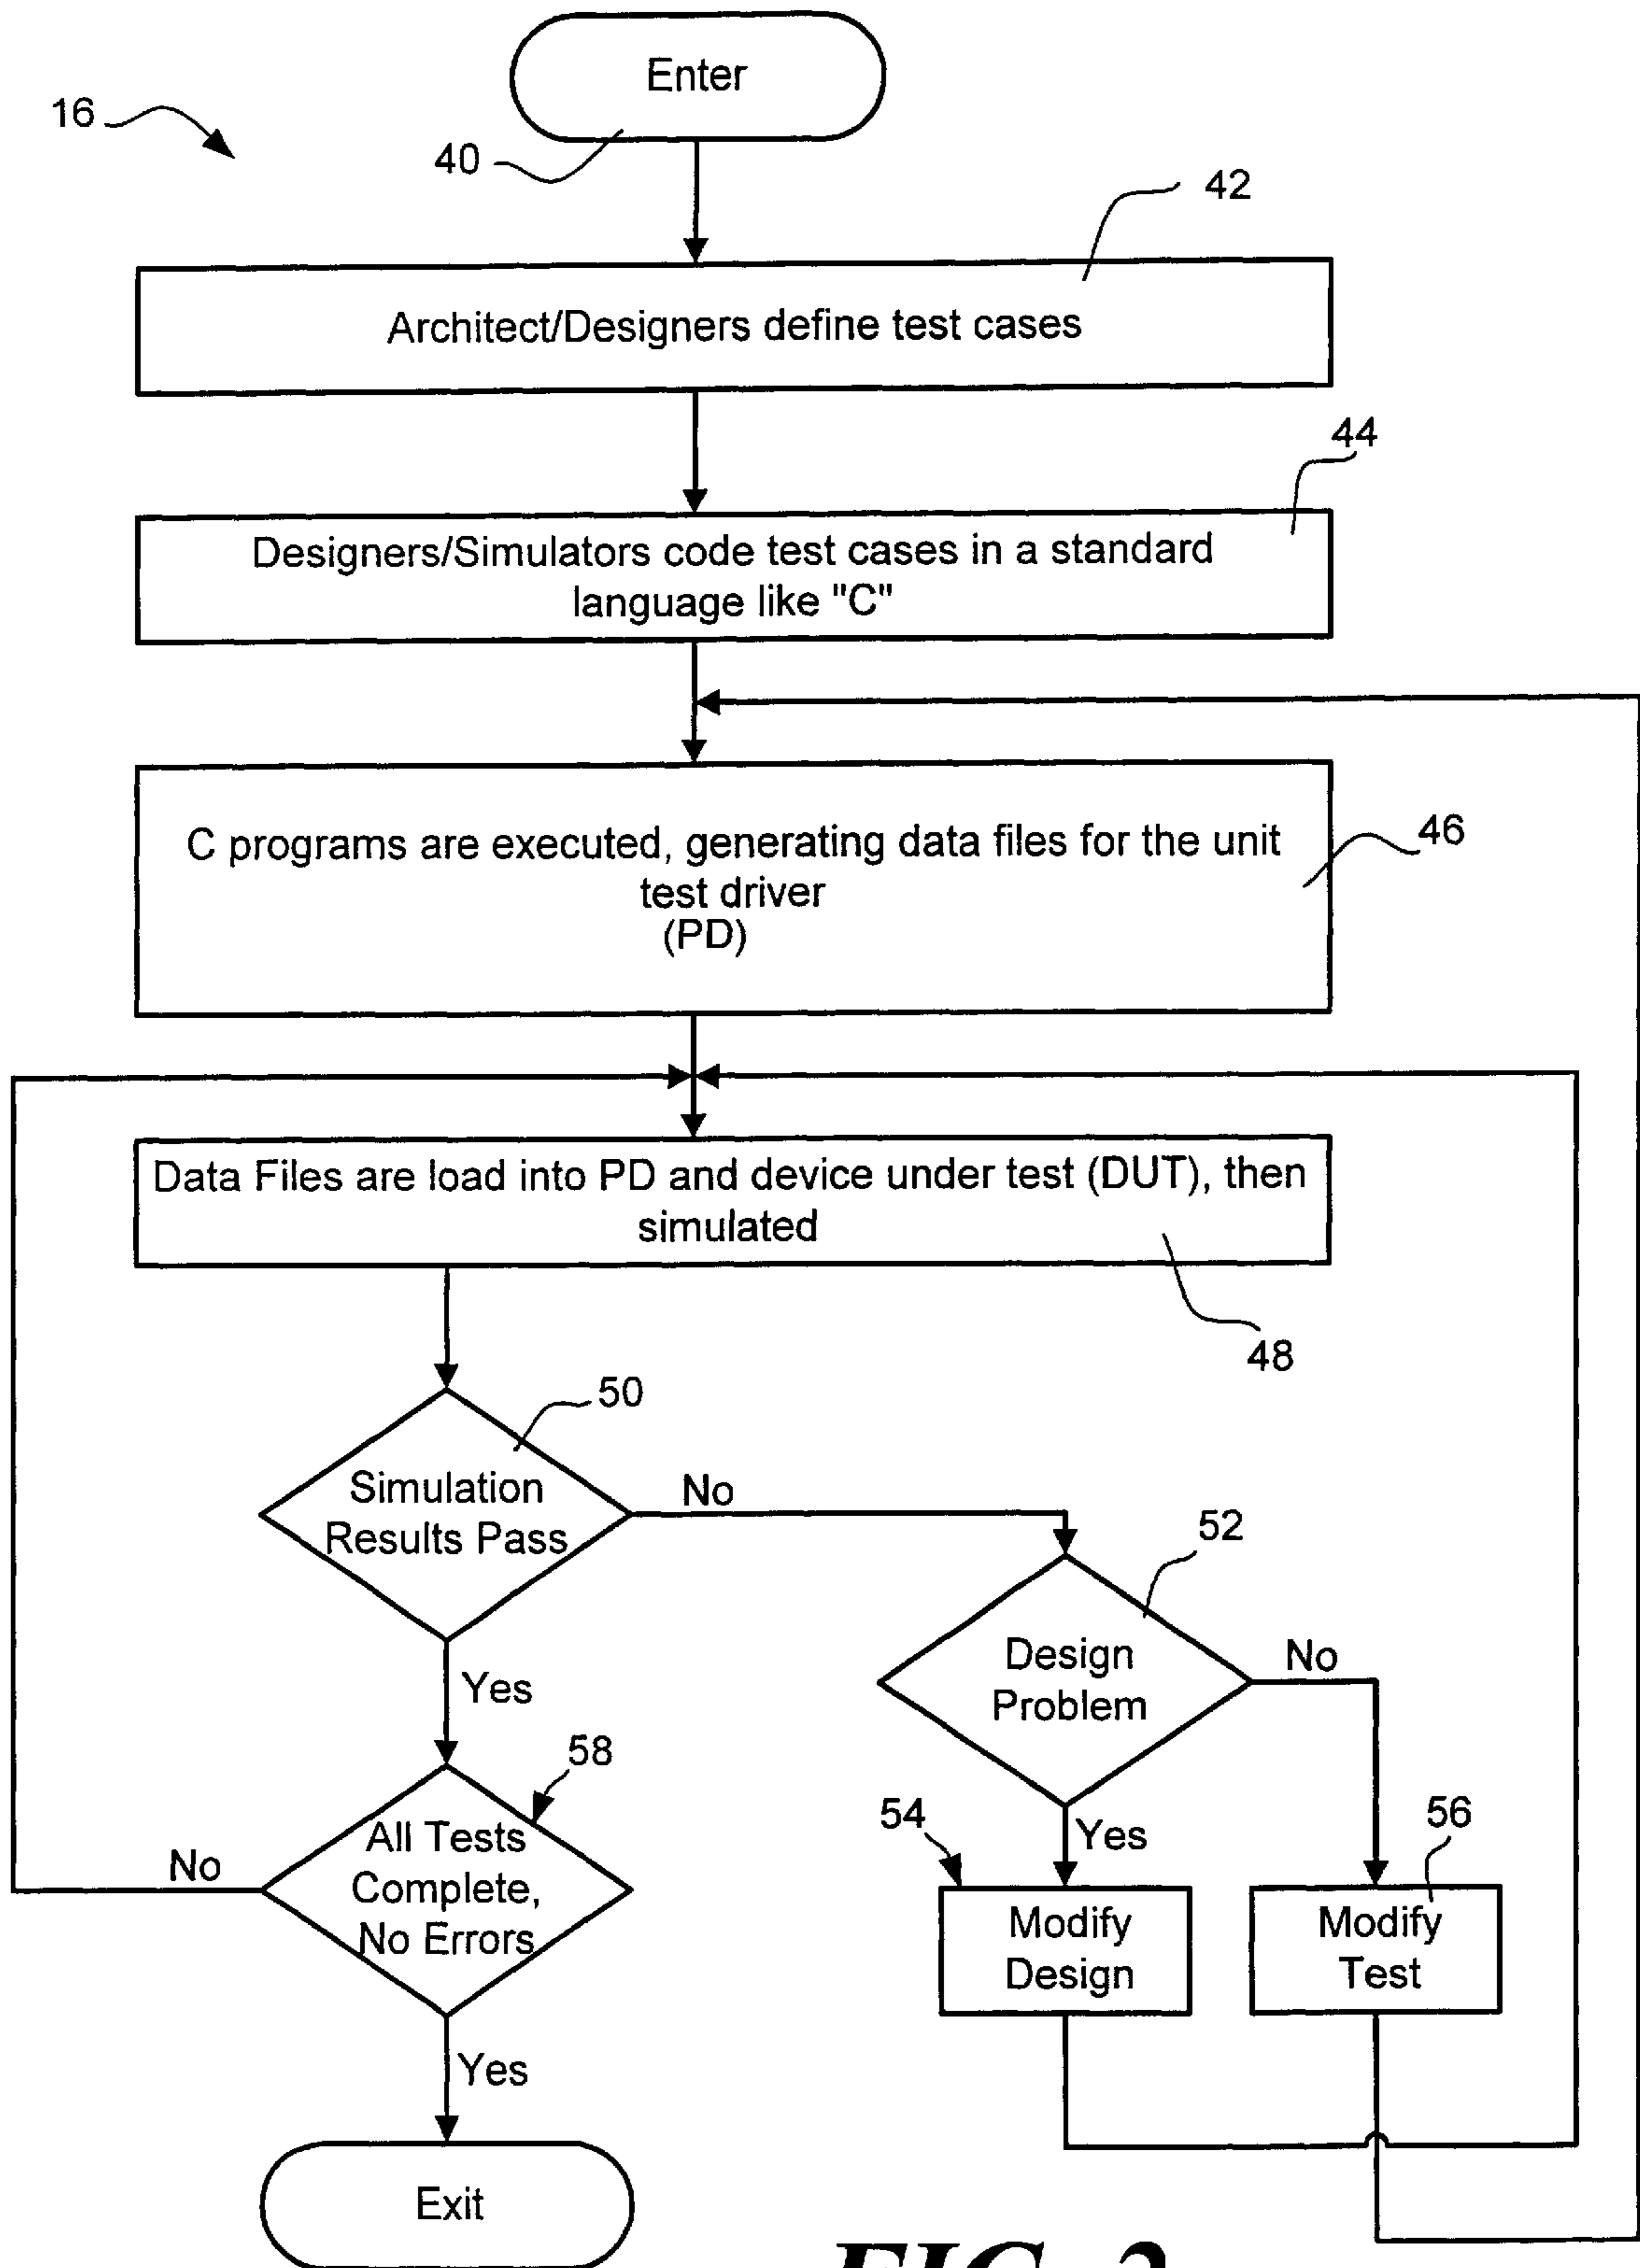 Enter
16
40
42
Architect/Designers define test cases
44
Designers/Simulators code test cases in a standard
language like "C"
C programs are executed, generating data files for the unit
test driver
(PD)
46
Data Files are load into PD and device under test (DUT), then
simulated
48
50
Simulation
Results Pass
No
52
Design
Problem
No
Yes
58
All Tests
Complete,
No Errors
No
54
Yes
56
Modify
Design
Modify
Test
Yes
Exit